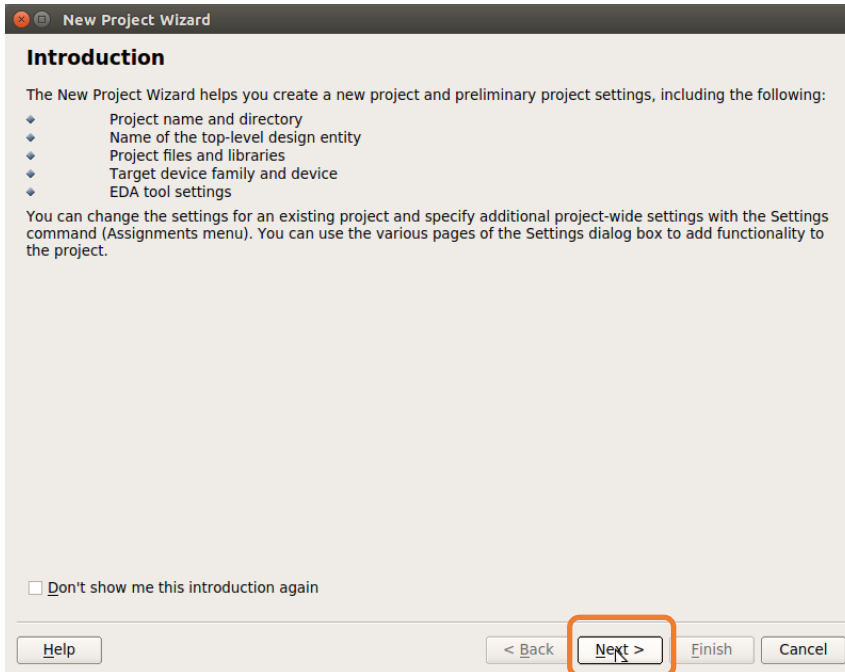 New Project Wizard
Introduction
The New Project Wizard helps you create a new project and preliminary project settings, including the following:
Project name and directory
Name of the top-level design entity
Project files and libraries
Target device family and device
EDA tool settings
You can change the settings for an existing project and specify additional project-wide settings with the Settings
command (Assignments menu). You can use the various pages of the Settings dialog box to add functionality to
the project.
Don't show me this introduction again
Help
< Back
Next >
Finish
Cancel